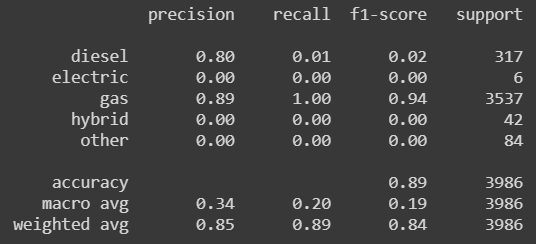 precision recall f1-score support
diesel 0.80 0.01 0.02 317
electric 0.00 0.00 0.00 6
gas 0.89 1.00 0.94 3537
hybrid 0.00 0.00 0.00 42
other 0.00 0.00 0.00 84
accuracy 0.89 3986
macro avg 0.34 0.20 0.19 3986
weighted avg 0.85 0.89 0.84 3986